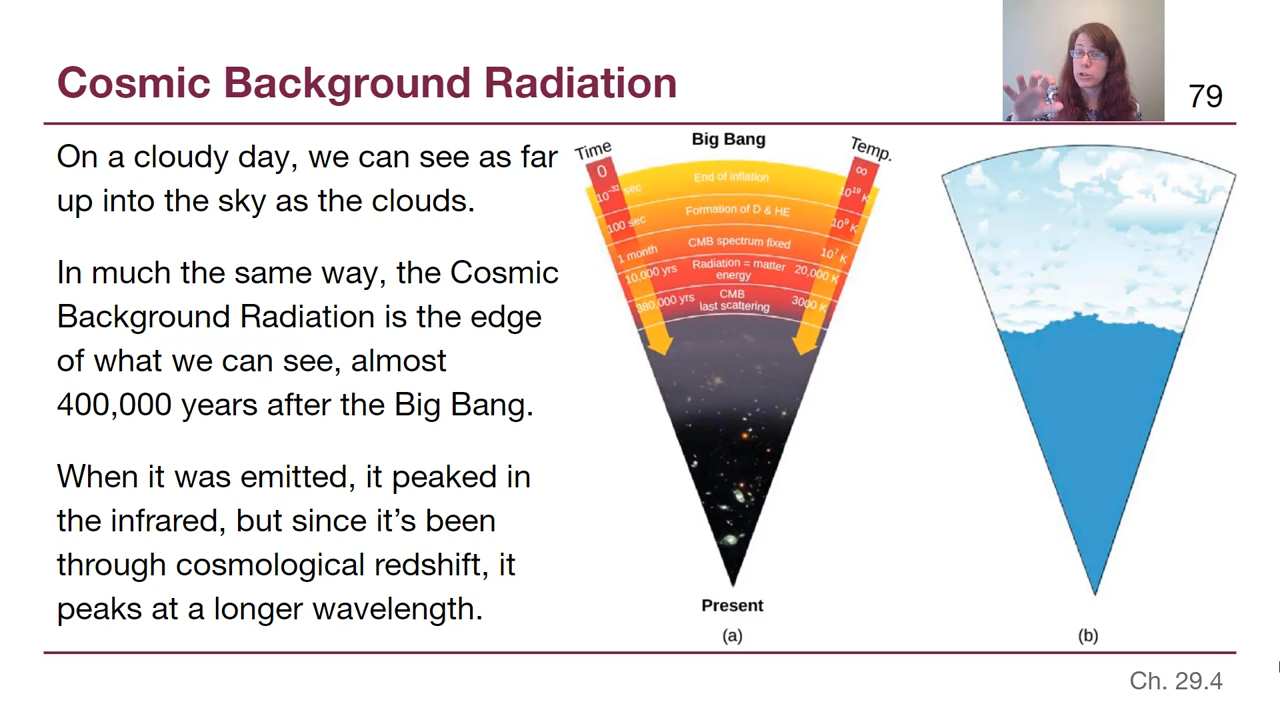 Cosmic Background Radiation
79
On a cloudy day, we can see as far
up into the sky as the clouds.
In much the same way, the Cosmic
Background Radiation is the edge
of what we can see, almost
400,000 years after the Big Bang.
When it was emitted, it peaked in
the infrared, but since it’s been
through cosmological redshift, it
peaks at a longer wavelength.
Big Bang
Time
Temp.
0
∞
10⁻³² sec
End of inflation
10¹⁹ K
100 sec
Formation of D & HE
10⁹ K
1 month
CMB spectrum fixed
10⁷ K
10,000 yrs
Radiation = matter
energy
20,000 K
380,000 yrs
CMB
last scattering
3000 K
Present
(a)
(b)
Ch. 29.4